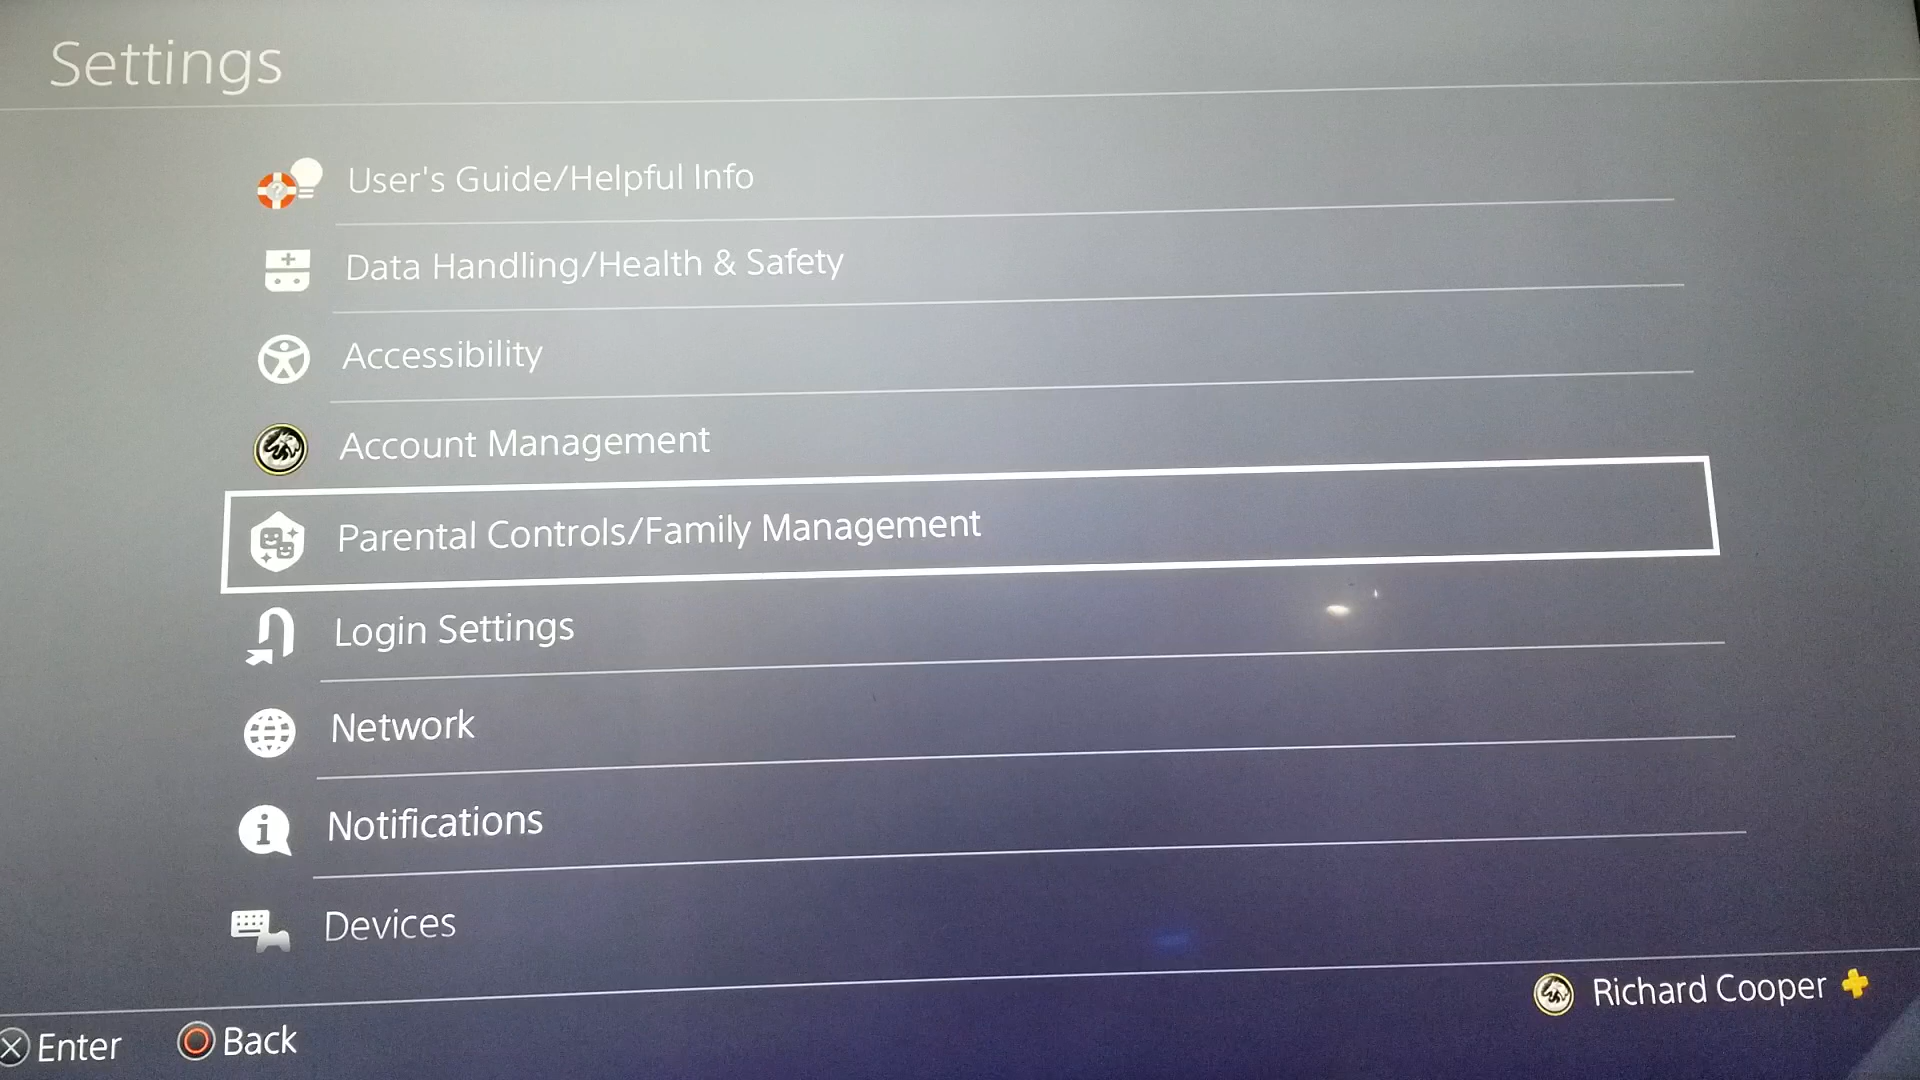 Settings
User's Guide/Helpful Info
Data Handling/Health & Safety
Accessibility
Account Management
Parental Controls/Family Management
Login Settings
Network
Notifications
Devices
Richard Cooper
Enter Back